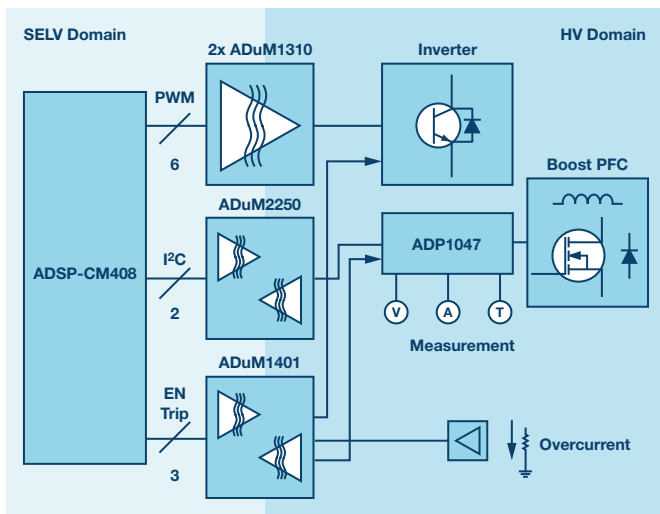 SELV Domain
HV Domain
2x ADuM1310
Inverter
PWM
6
Boost PFC
ADuM2250
ADSP-CM408
I²C
2
ADP1047
V
A
T
Measurement
ADuM1401
EN
Trip
3
Overcurrent